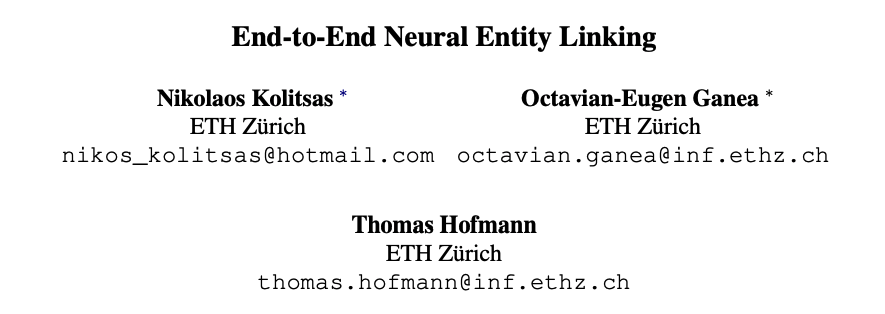 End-to-End Neural Entity Linking
Nikolaos Kolitsas *
ETH Zürich
nikos_kolitsas@hotmail.com
Octavian-Eugen Ganea *
ETH Zürich
octavian.ganea@inf.ethz.ch
Thomas Hofmann
ETH Zürich
thomas.hofmann@inf.ethz.ch